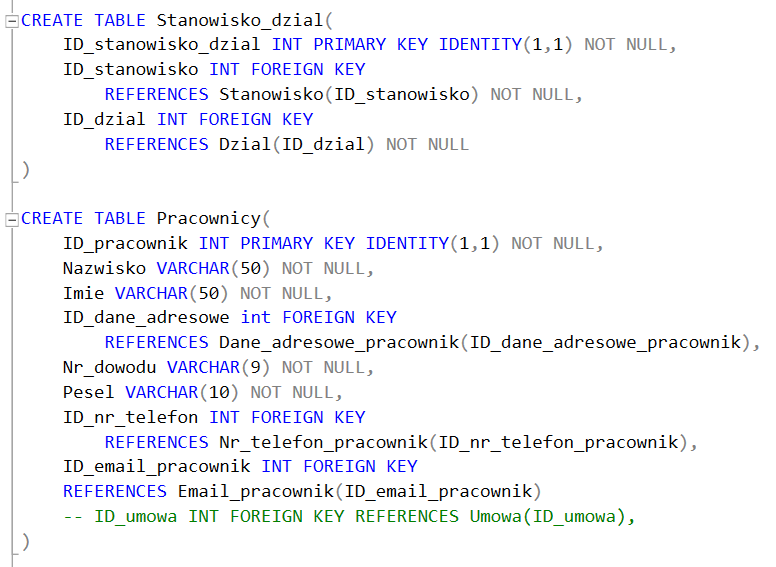 CREATE TABLE Stanowisko_dzial(
    ID_stanowisko_dzial INT PRIMARY KEY IDENTITY(1,1) NOT NULL,
    ID_stanowisko INT FOREIGN KEY
        REFERENCES Stanowisko(ID_stanowisko) NOT NULL,
    ID_dzial INT FOREIGN KEY
        REFERENCES Dzial(ID_dzial) NOT NULL
)
CREATE TABLE Pracownicy(
    ID_pracownik INT PRIMARY KEY IDENTITY(1,1) NOT NULL,
    Nazwisko VARCHAR(50) NOT NULL,
    Imie VARCHAR(50) NOT NULL,
    ID_dane_adresowe int FOREIGN KEY
        REFERENCES Dane_adresowe_pracownik(ID_dane_adresowe_pracownik),
    Nr_dowodu VARCHAR(9) NOT NULL,
    Pesel VARCHAR(10) NOT NULL,
    ID_nr_telefon INT FOREIGN KEY
        REFERENCES Nr_telefon_pracownik(ID_nr_telefon_pracownik),
    ID_email_pracownik INT FOREIGN KEY
    REFERENCES Email_pracownik(ID_email_pracownik)
    -- ID_umowa INT FOREIGN KEY REFERENCES Umowa(ID_umowa),
)